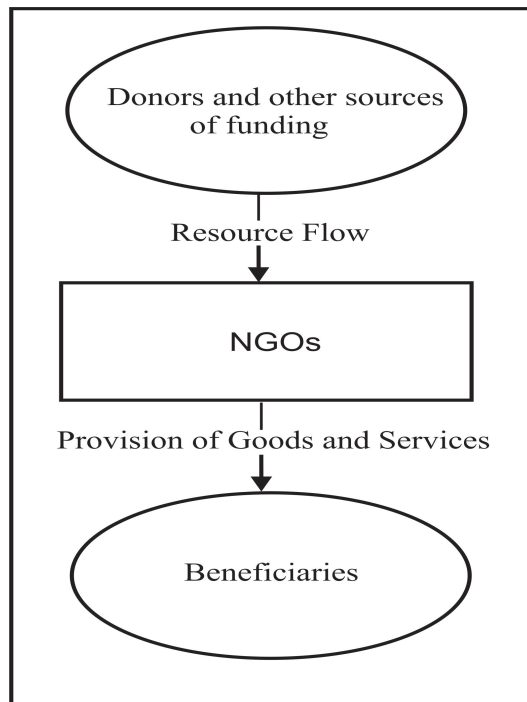 Donors and other sources
of funding
Resource Flow
NGOs
Provision of Goods and Services
Beneficiaries